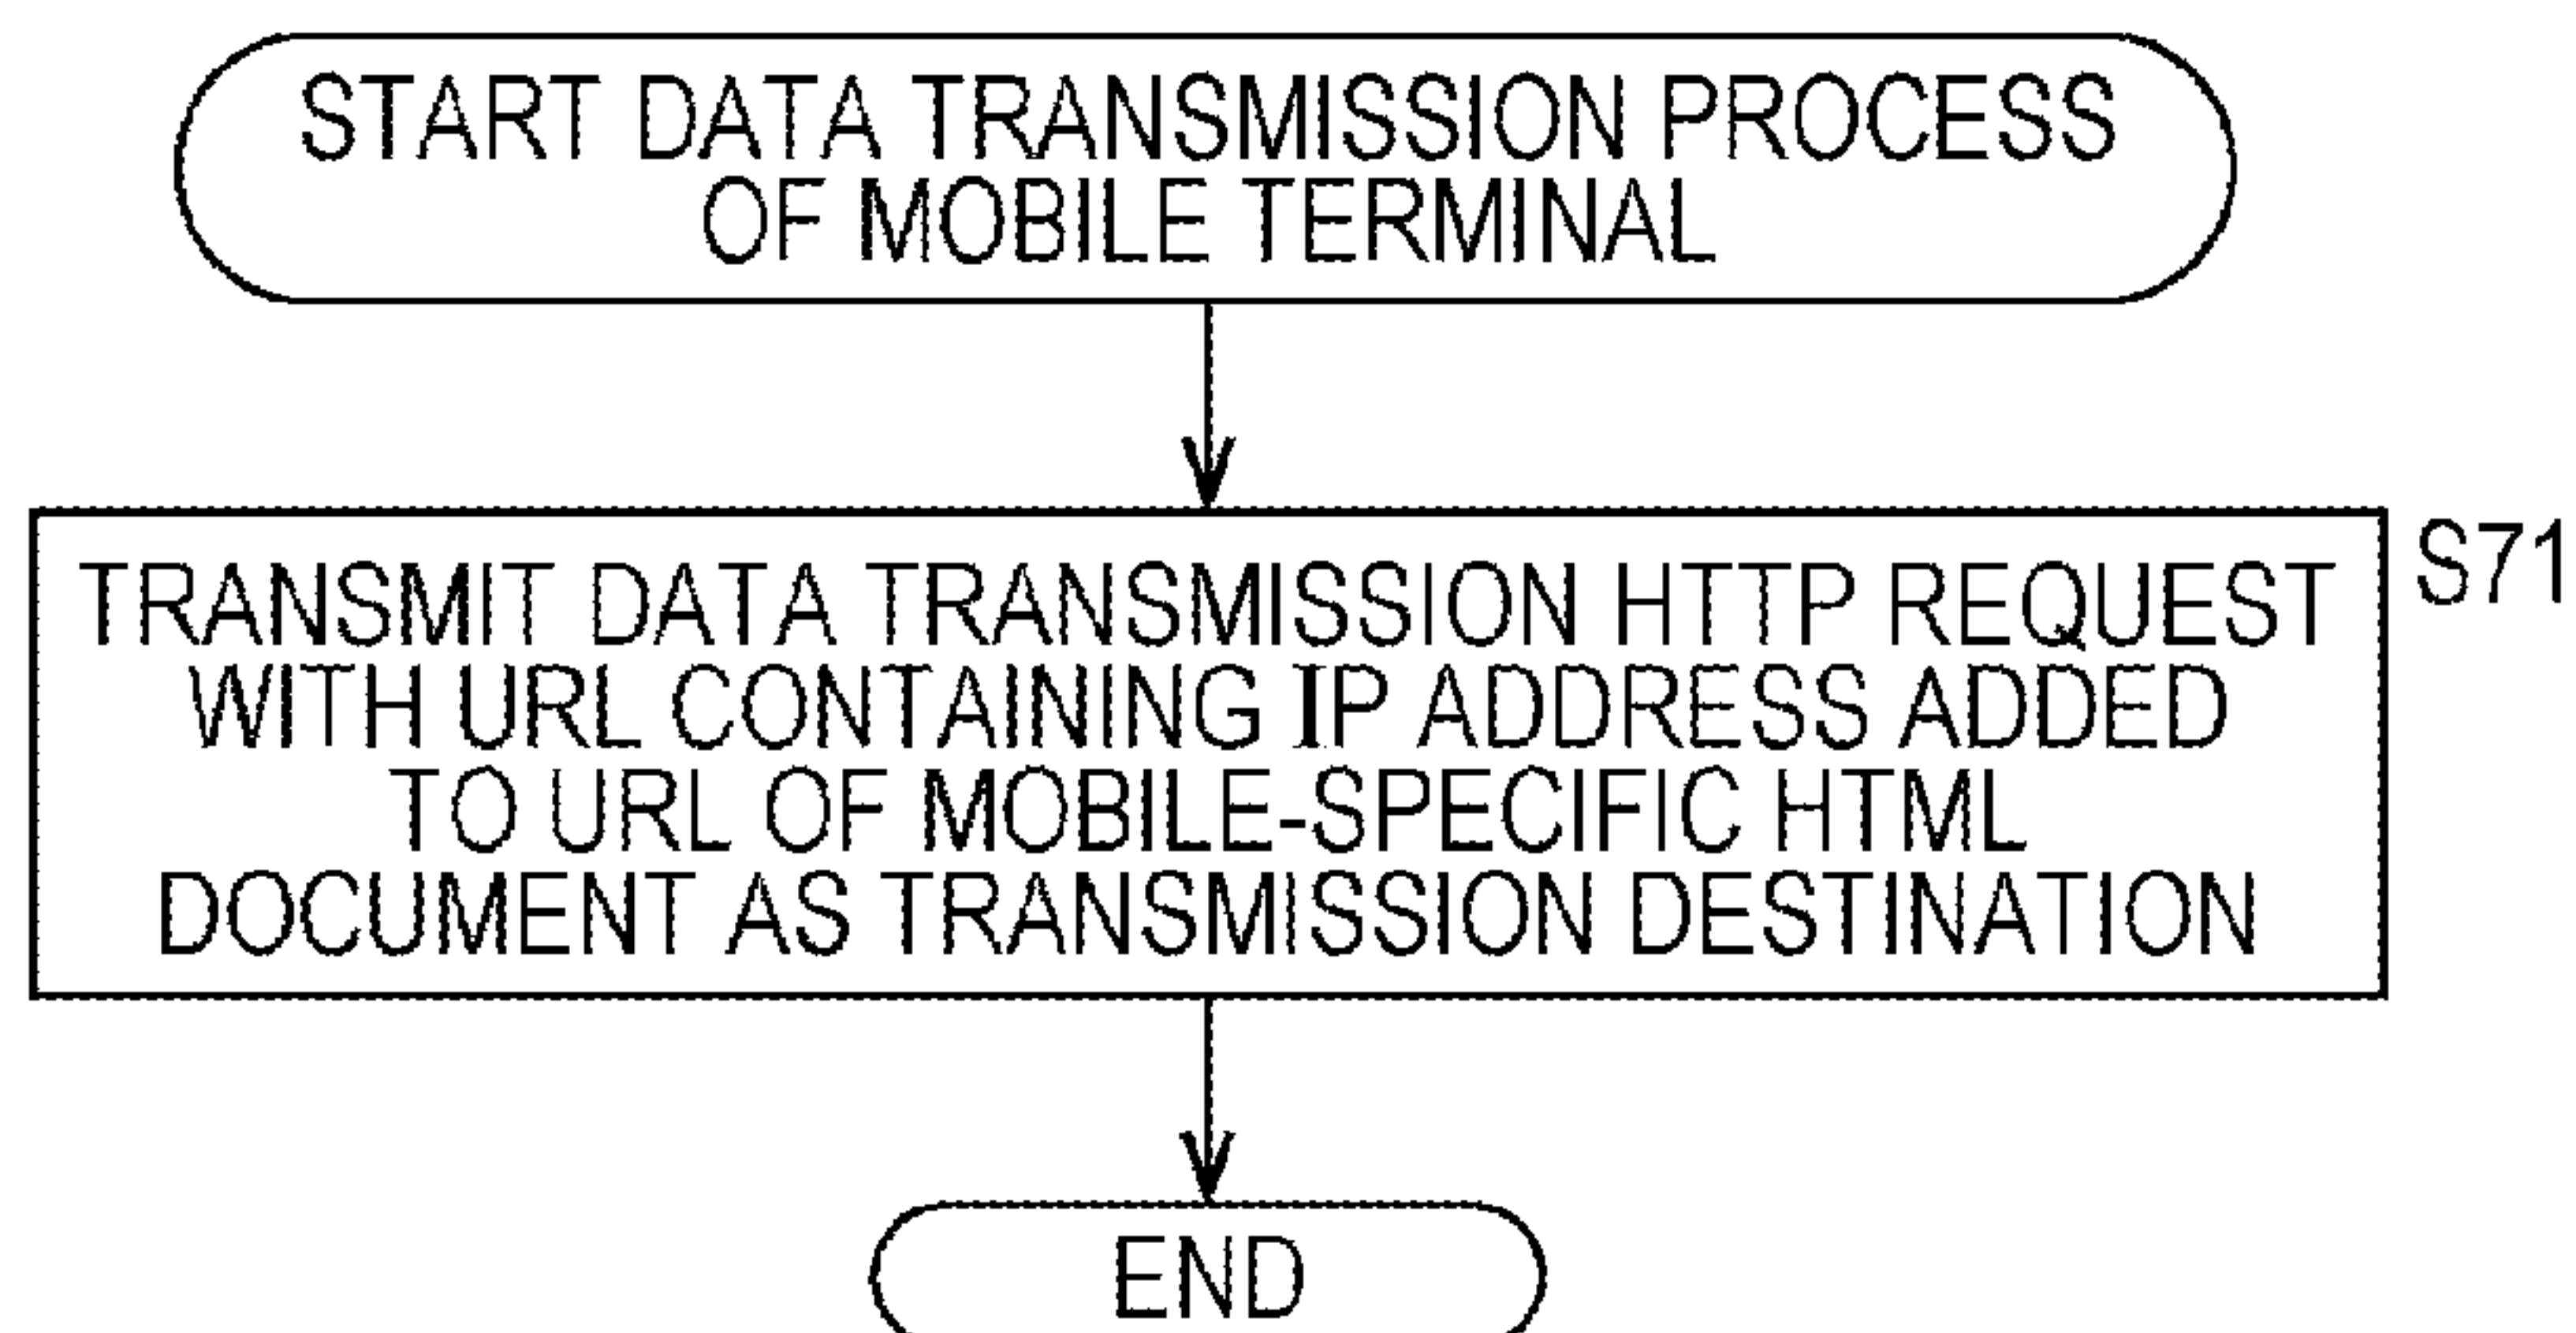 START DATA TRANSMISSION PROCESS
OF MOBILE TERMINAL
S71
TRANSMIT DATA TRANSMISSION HTTP REQUEST
WITH URL CONTAINING IP ADDRESS ADDED
TO URL OF MOBILE-SPECIFIC HTML
DOCUMENT AS TRANSMISSION DESTINATION
END